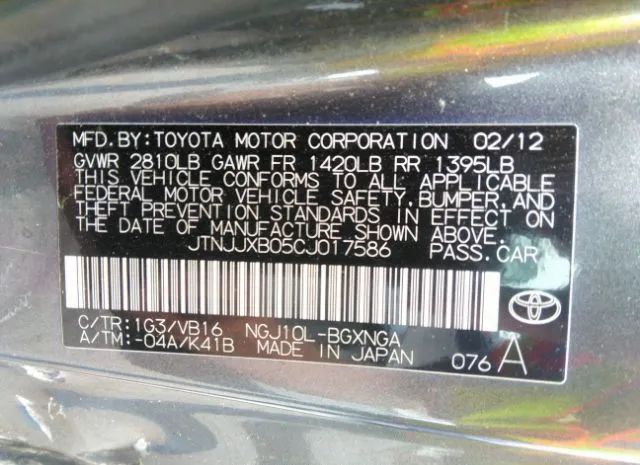 MFD.BY:TOYOTA MOTOR CORPORATION 02/12
GVWR 2810LB GAWR FR 1420LB RR 1395LB
THIS VEHICLE CONFORMS TO ALL APPLICABLE
FEDERAL MOTOR VEHICLE SAFETY,BUMPER,AND
THEFT PREVENTION STANDARDS IN EFFECT ON
THE DATE OF MANUFACTURE SHOWN ABOVE.
JTNJJXB05CJ017586 PASS.CAR
C/TR:1G3/VB16 NGJ10L-BGXNGA
A/TM:-04A/K41B MADE IN JAPAN 076 A